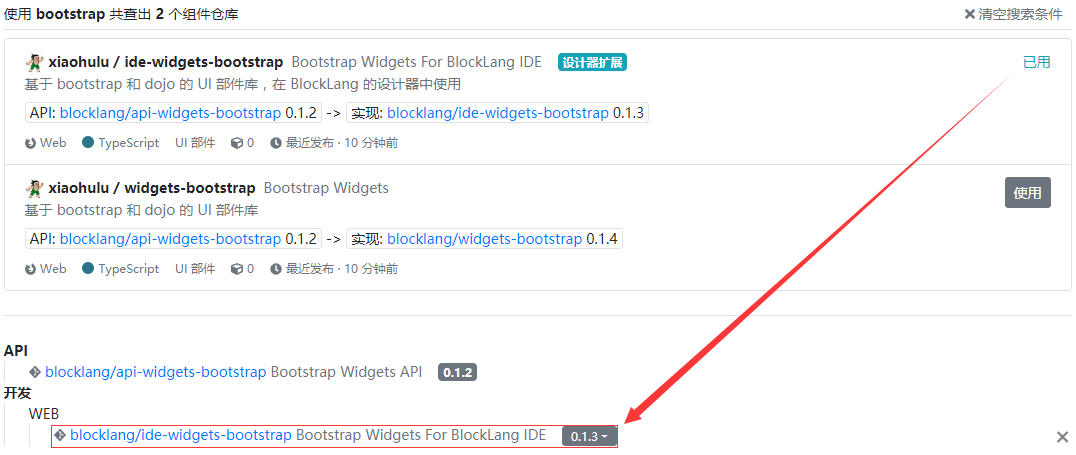 使用 bootstrap 共查出 2 个组件仓库 清空搜索条件
xiaohulu / ide-widgets-bootstrap Bootstrap Widgets For BlockLang IDE 设计器扩展 已用
基于 bootstrap 和 dojo 的 UI 部件库，在 BlockLang 的设计器中使用
API: blocklang/api-widgets-bootstrap 0.1.2 -> 实现: blocklang/ide-widgets-bootstrap 0.1.3
Web TypeScript UI 部件 0 最近发布 · 10 分钟前
xiaohulu / widgets-bootstrap Bootstrap Widgets 使用
基于 bootstrap 和 dojo 的 UI 部件库
API: blocklang/api-widgets-bootstrap 0.1.2 -> 实现: blocklang/widgets-bootstrap 0.1.4
Web TypeScript UI 部件 0 最近发布 · 10 分钟前
API
blocklang/api-widgets-bootstrap Bootstrap Widgets API 0.1.2
开发
WEB
blocklang/ide-widgets-bootstrap Bootstrap Widgets For BlockLang IDE 0.1.3